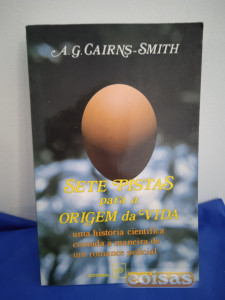 A.G. CAIRNS-SMITH
SETE PISTAS
para a
ORIGEM da VIDA
uma história científica
contada à maneira de
um romance policial
coisas